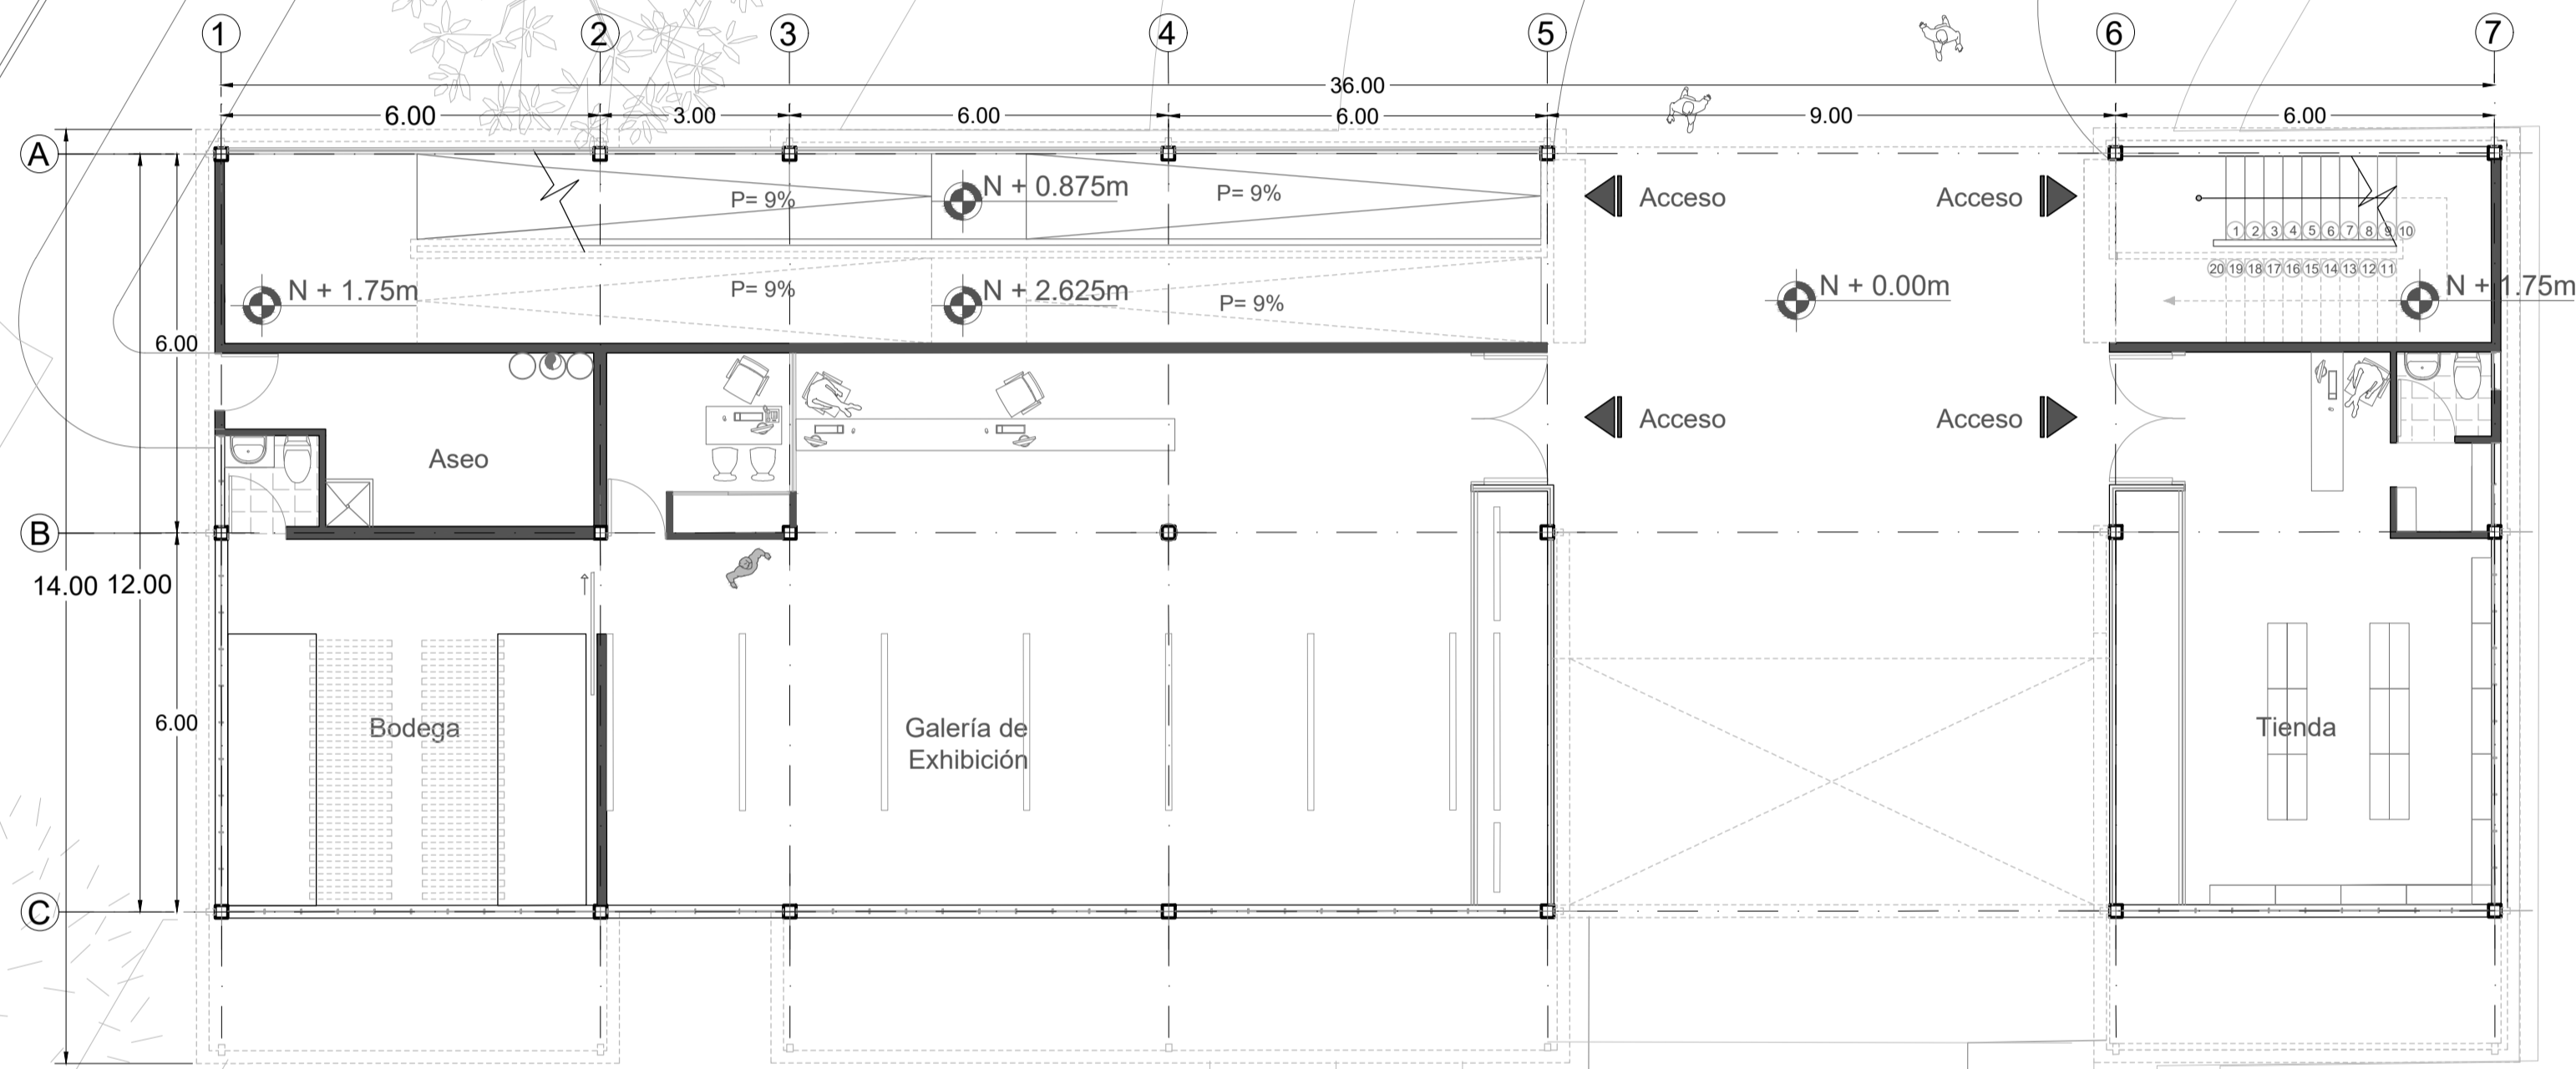 1 2 3 4 5 6 7
36.00
6.00 3.00 6.00 6.00 9.00 6.00
A
P= 9% N + 0.875m P= 9% Acceso Acceso
1 2 3 4 5 6 7 8 9 10
20 19 18 17 16 15 14 13 12 11
N + 1.75m P= 9% N + 2.625m P= 9% N + 0.00m N + 1.75m
6.00
Acceso Acceso
Aseo
B
14.00 12.00
6.00
Bodega
Galería de
Exhibición
Tienda
C